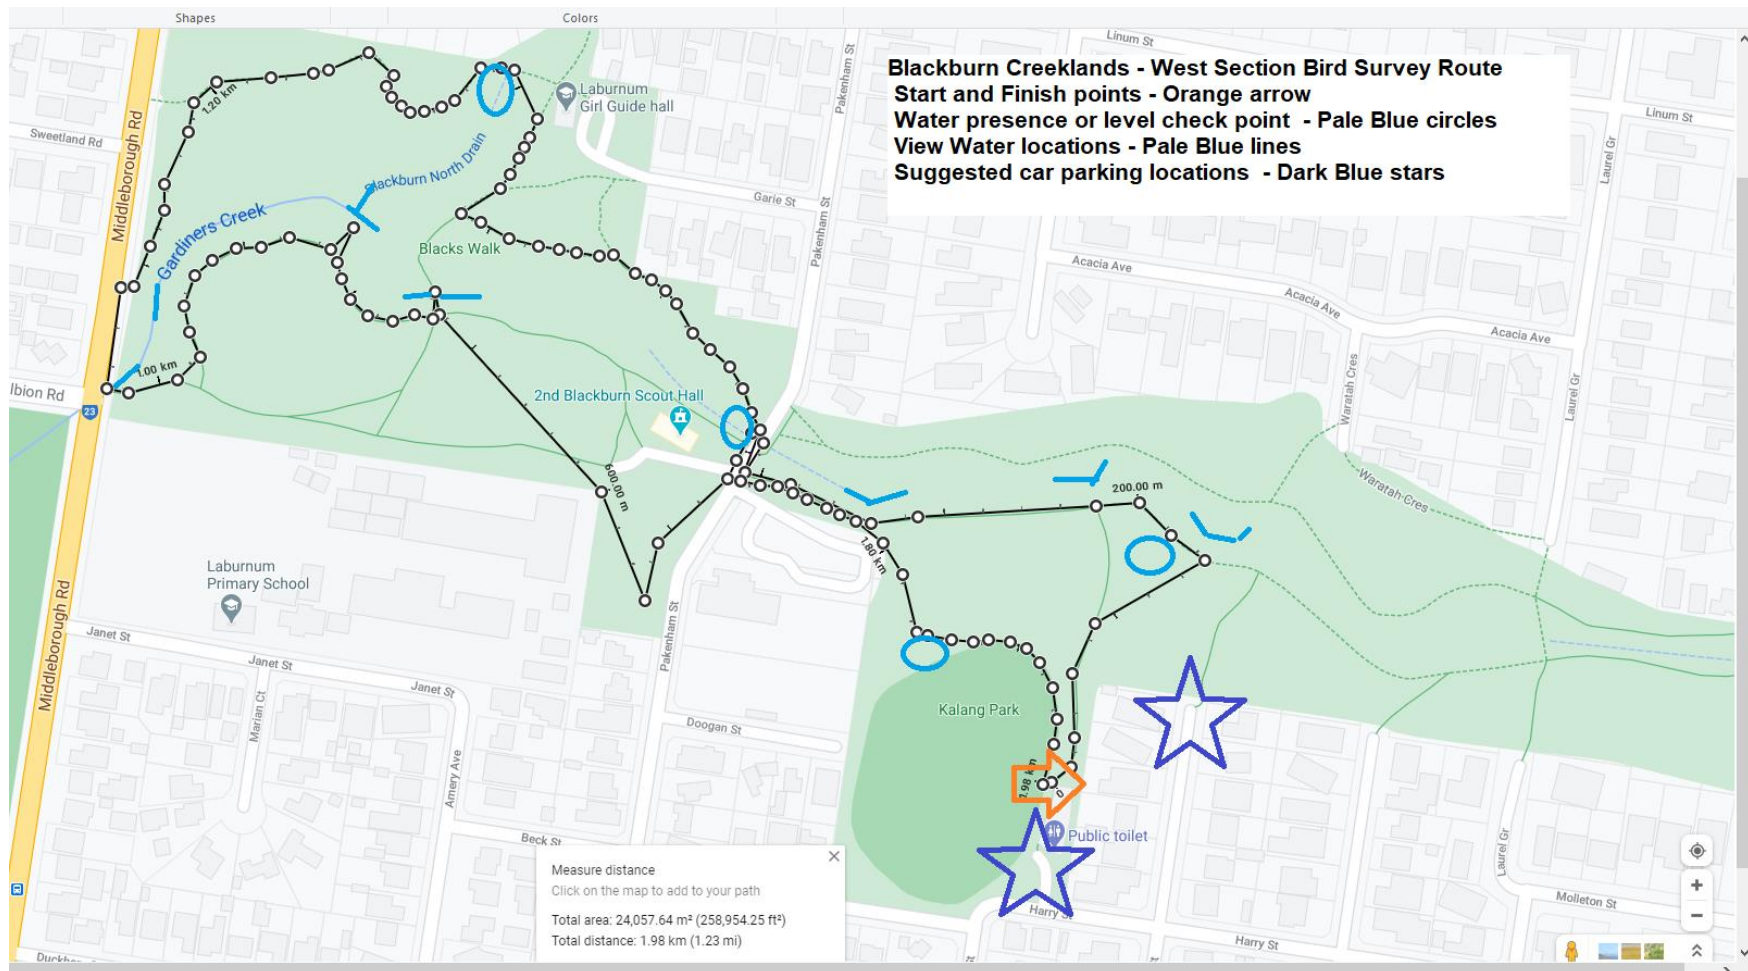 Shapes
Colors
Blackburn Creeklands - West Section Bird Survey Route
Start and Finish points - Orange arrow
Water presence or level check point - Pale Blue circles
View Water locations - Pale Blue lines
Suggested car parking locations - Dark Blue stars
Linum St
Linum St
Pakenham St
Laburnum
Girl Guide hall
1.20 km
Sweetland Rd
Middleborough Rd
Blackburn North Drain
Laurel Gr
Garie St
Pakenham St
Gardiners Creek
Blacks Walk
Acacia Ave
Acacia Ave
Acacia Ave
1.00 km
lbion Rd
23
2nd Blackburn Scout Hall
Waratah Cres
Laurel Gr
600.00 m
200.00 m
Waratah Cres
1.80 km
Laburnum
Primary School
Middleborough Rd
Pakenham St
Janet St
Janet St
Janet St
Marian Ct
Doogan St
Kalang Park
Amery Ave
1.98 km
0
Public toilet
Beck St
Laurel Gr
Measure distance
Click on the map to add to your path
Total area: 24,057.64 m² (258,954.25 ft²)
Total distance: 1.98 km (1.23 mi)
Harry St
Harry St
Molleton St